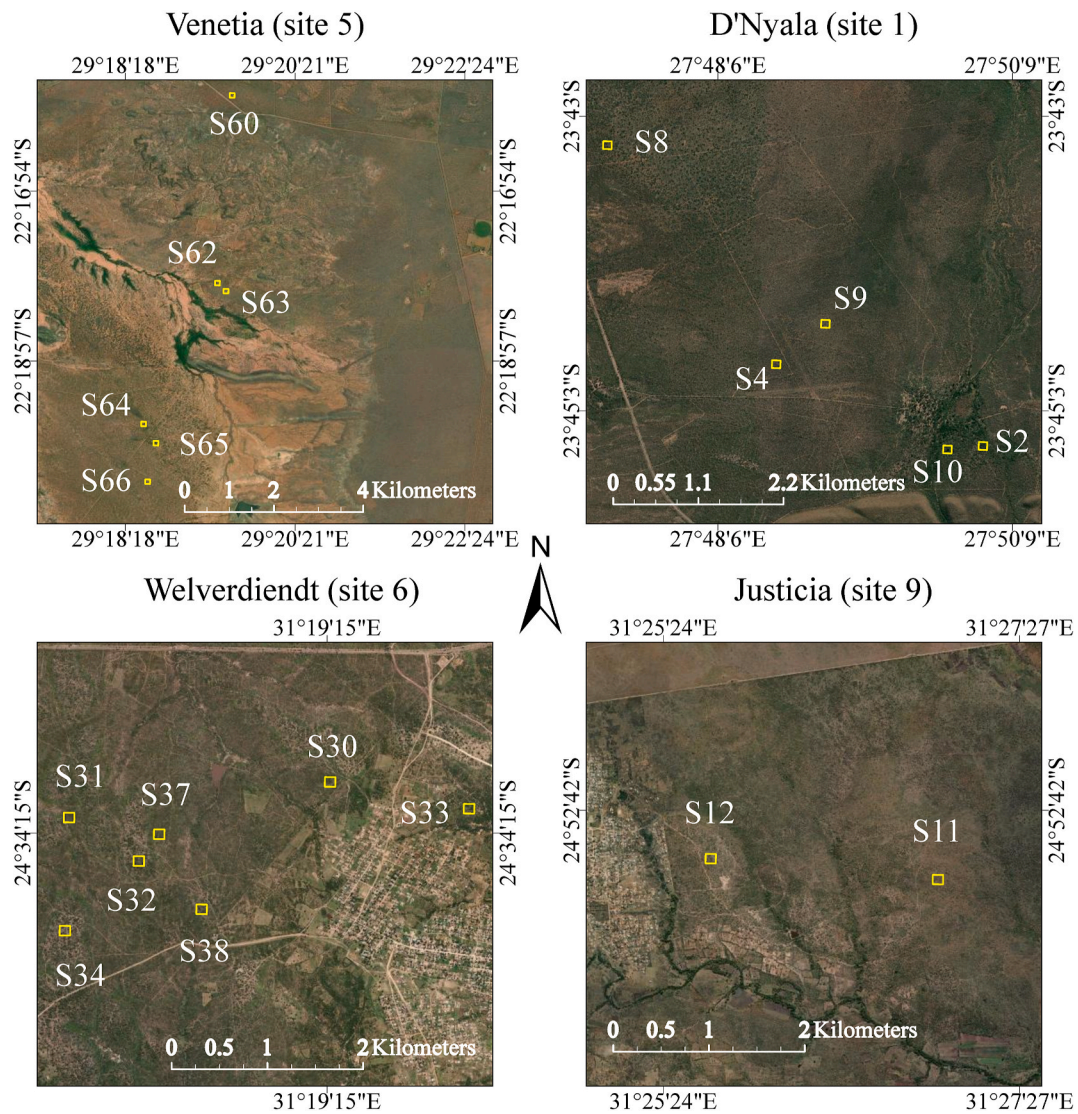 Venetia (site 5)
29°18'18"E 29°20'21"E 29°22'24"E
22°16'54"S
22°18'57"S
S60
S62
S63
S64
S65
S66
0 1 2 4 Kilometers
22°16'54"S
22°18'57"S
29°18'18"E 29°20'21"E 29°22'24"E
D'Nyala (site 1)
27°48'6"E 27°50'9"E
23°43'S
23°45'3"S
S8
S9
S4
S2
S10
0 0.55 1.1 2.2 Kilometers
23°43'S
23°45'3"S
27°48'6"E 27°50'9"E
N
Welverdiendt (site 6)
31°19'15"E
24°34'15"S
S30
S31
S37
S33
S32
S38
S34
0 0.5 1 2 Kilometers
24°34'15"S
31°19'15"E
Justicia (site 9)
31°25'24"E 31°27'27"E
24°52'42"S
S12
S11
0 0.5 1 2 Kilometers
24°52'42"S
31°25'24"E 31°27'27"E